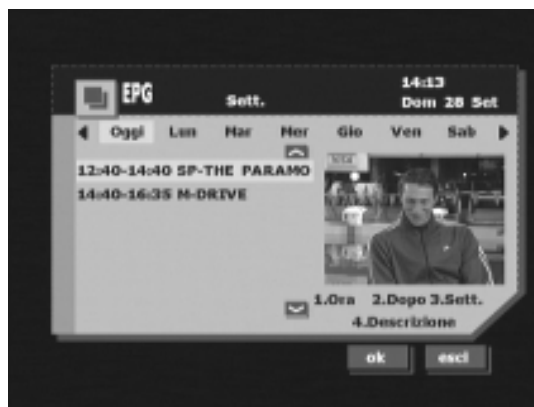 EPG
Sett.
14:13
Dom 28 Set
Oggi Lun Mar Mer Gio Ven Sab
12:40-14:40 SP-THE PARAMO
14:40-16:35 M-DRIVE
1.Ora 2.Dopo 3.Sett.
4.Descrizione
ok esci